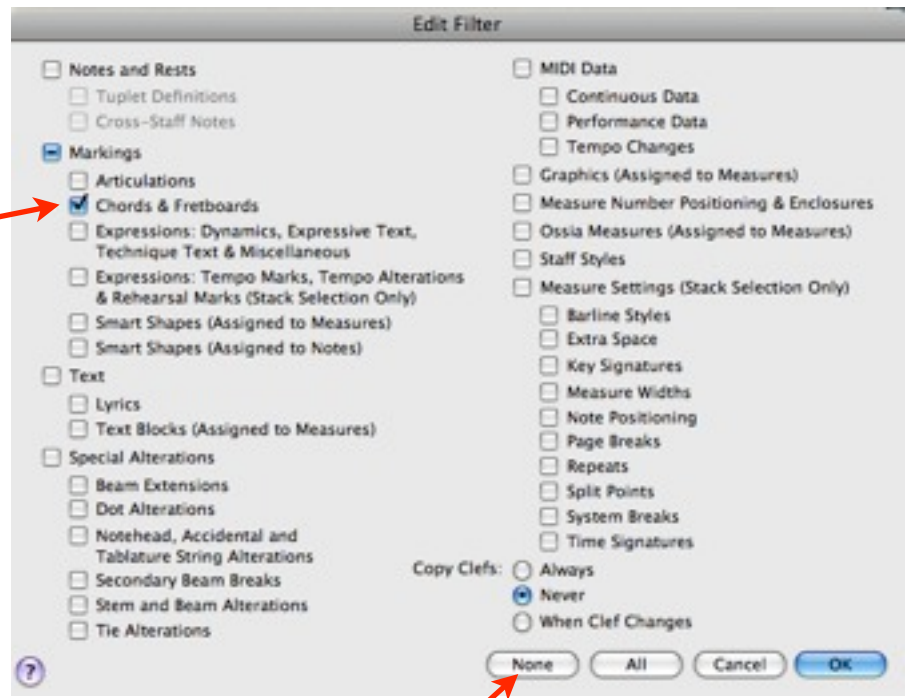 Edit Filter
Notes and Rests
Tuplet Definitions
Cross-Staff Notes
Markings
Articulations
Chords & Fretboards
Expressions: Dynamics, Expressive Text,
Technique Text & Miscellaneous
Expressions: Tempo Marks, Tempo Alterations
& Rehearsal Marks (Stack Selection Only)
Smart Shapes (Assigned to Measures)
Smart Shapes (Assigned to Notes)
Text
Lyrics
Text Blocks (Assigned to Measures)
Special Alterations
Beam Extensions
Dot Alterations
Notehead, Accidental and
Tablature String Alterations
Secondary Beam Breaks
Stem and Beam Alterations
Tie Alterations
MIDI Data
Continuous Data
Performance Data
Tempo Changes
Graphics (Assigned to Measures)
Measure Number Positioning & Enclosures
Ossia Measures (Assigned to Measures)
Staff Styles
Measure Settings (Stack Selection Only)
Barline Styles
Extra Space
Key Signatures
Measure Widths
Note Positioning
Page Breaks
Repeats
Split Points
System Breaks
Time Signatures
Copy Clefs: Always
Never
When Clef Changes
? None All Cancel OK